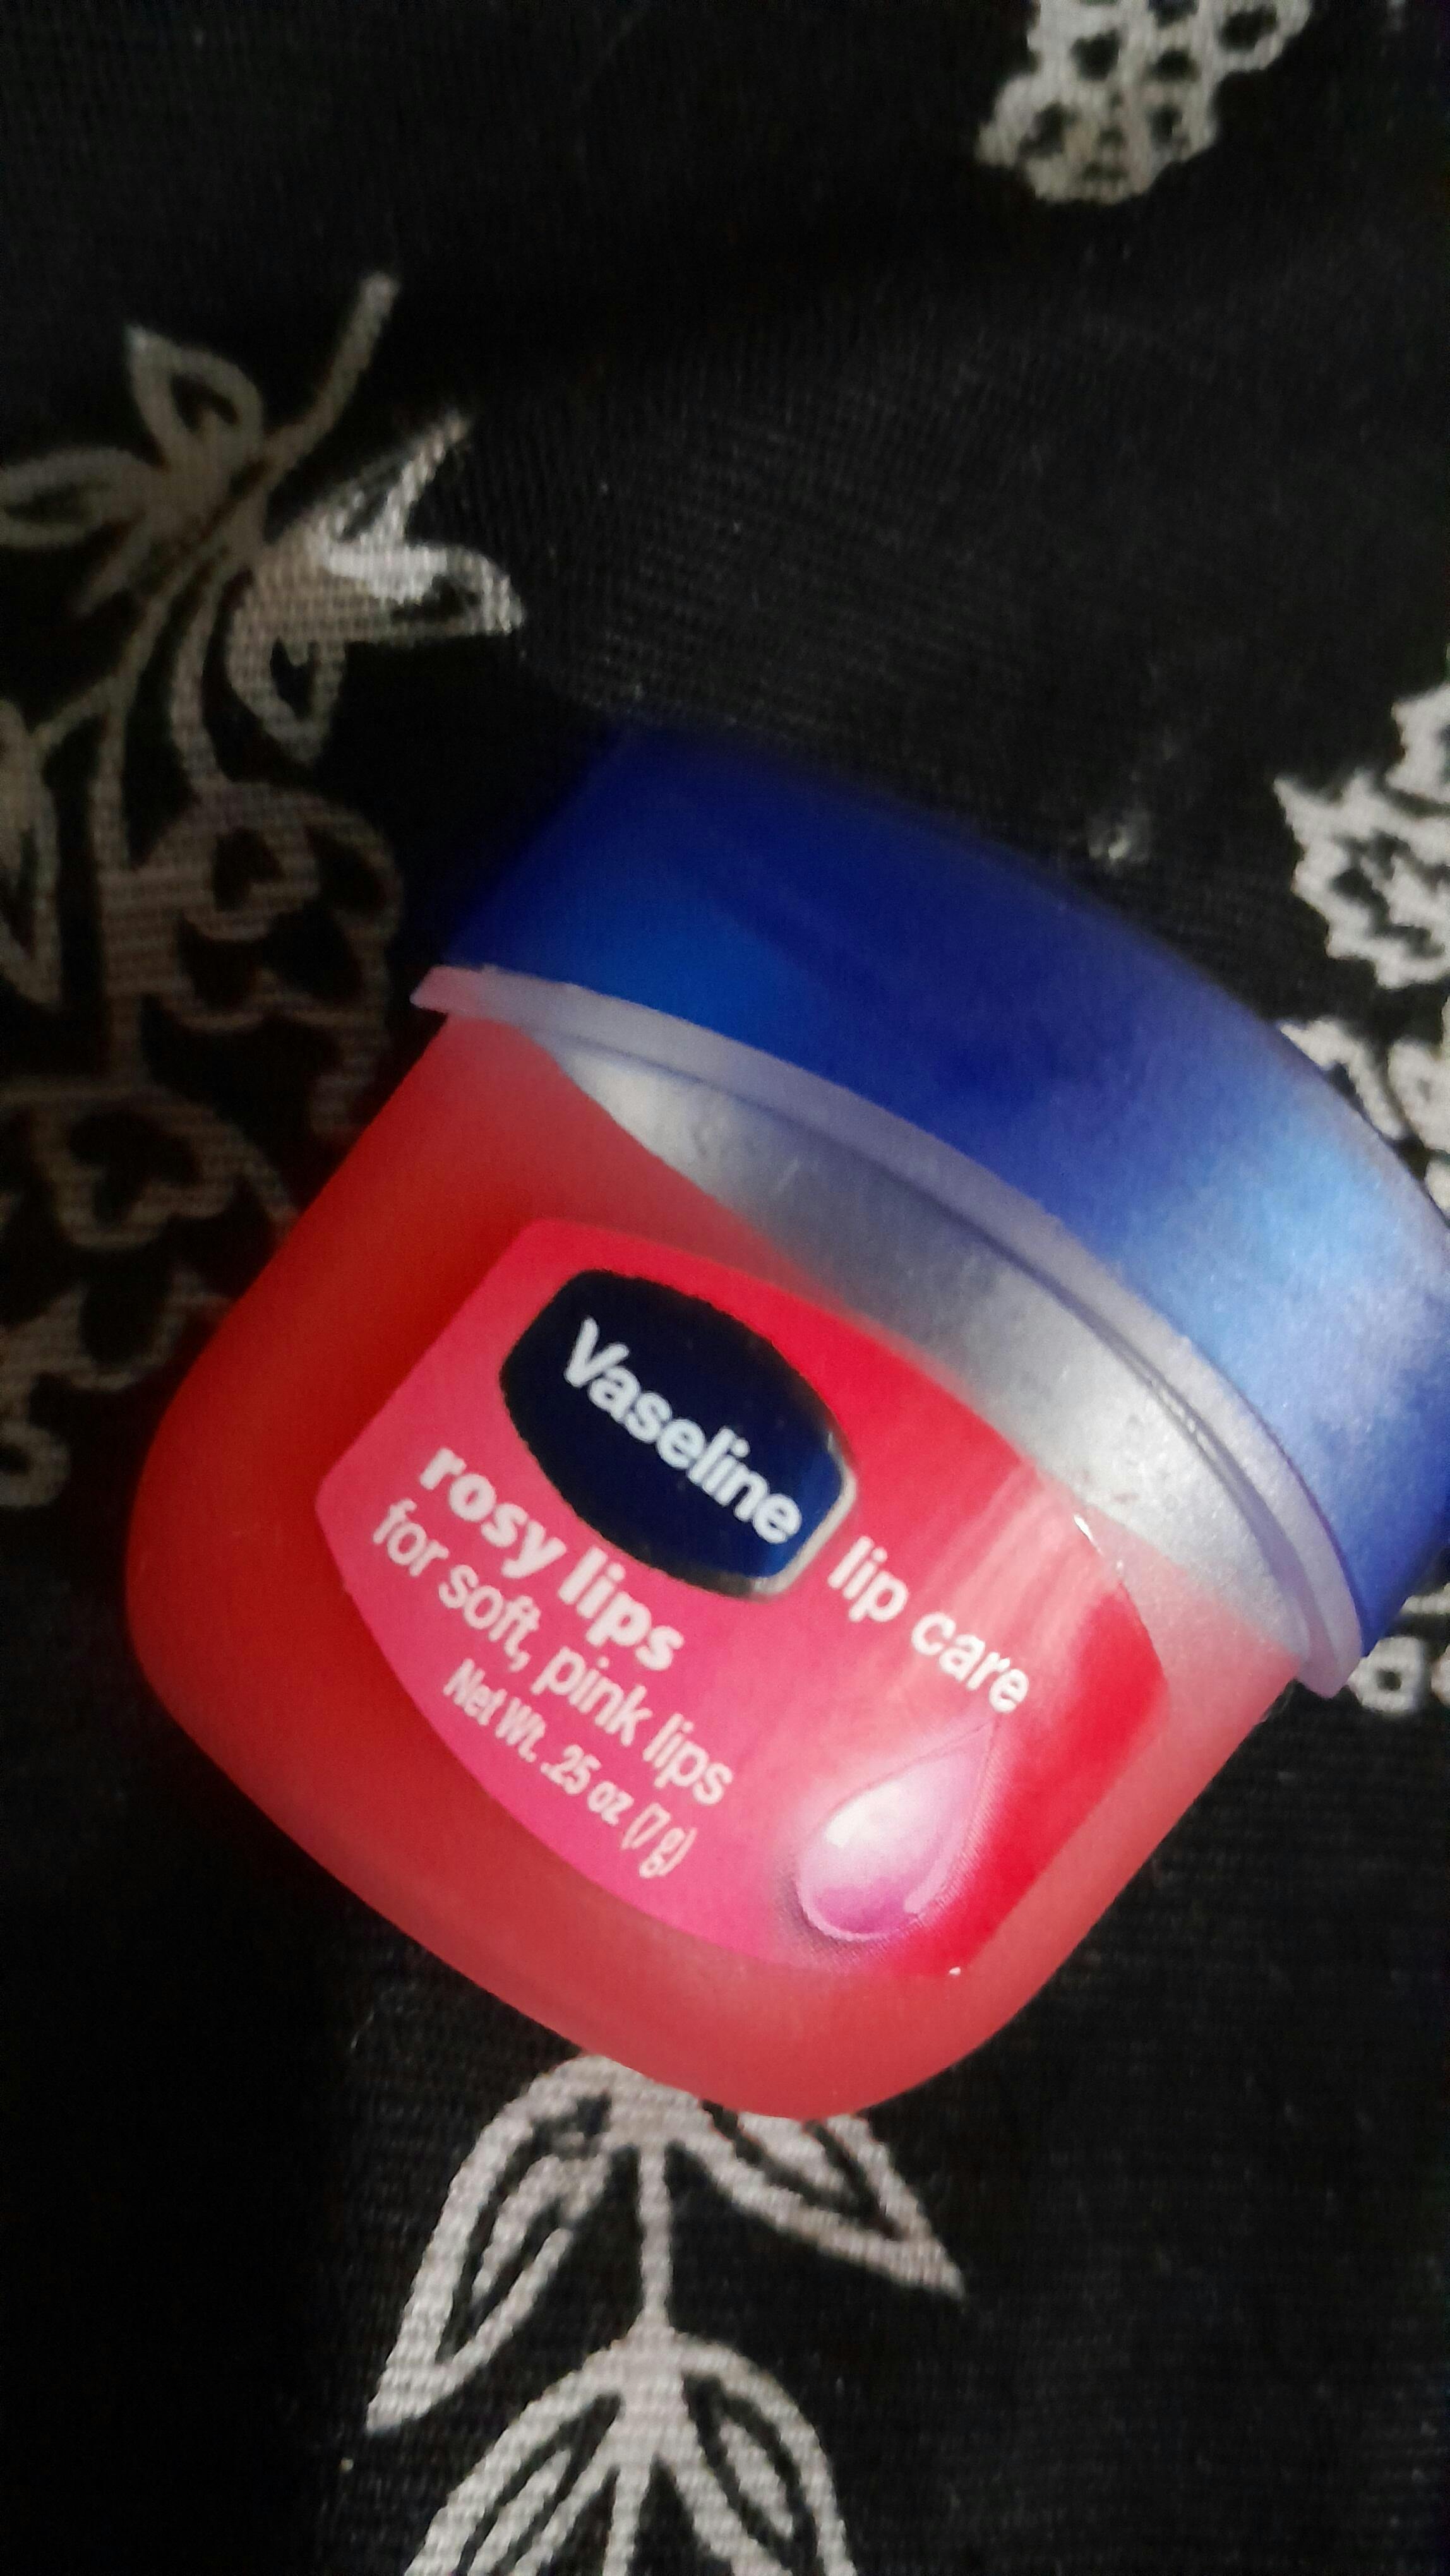 Vaseline
lip care
rosy lips
for soft, pink lips
Net Wt. .25 oz (7 g)